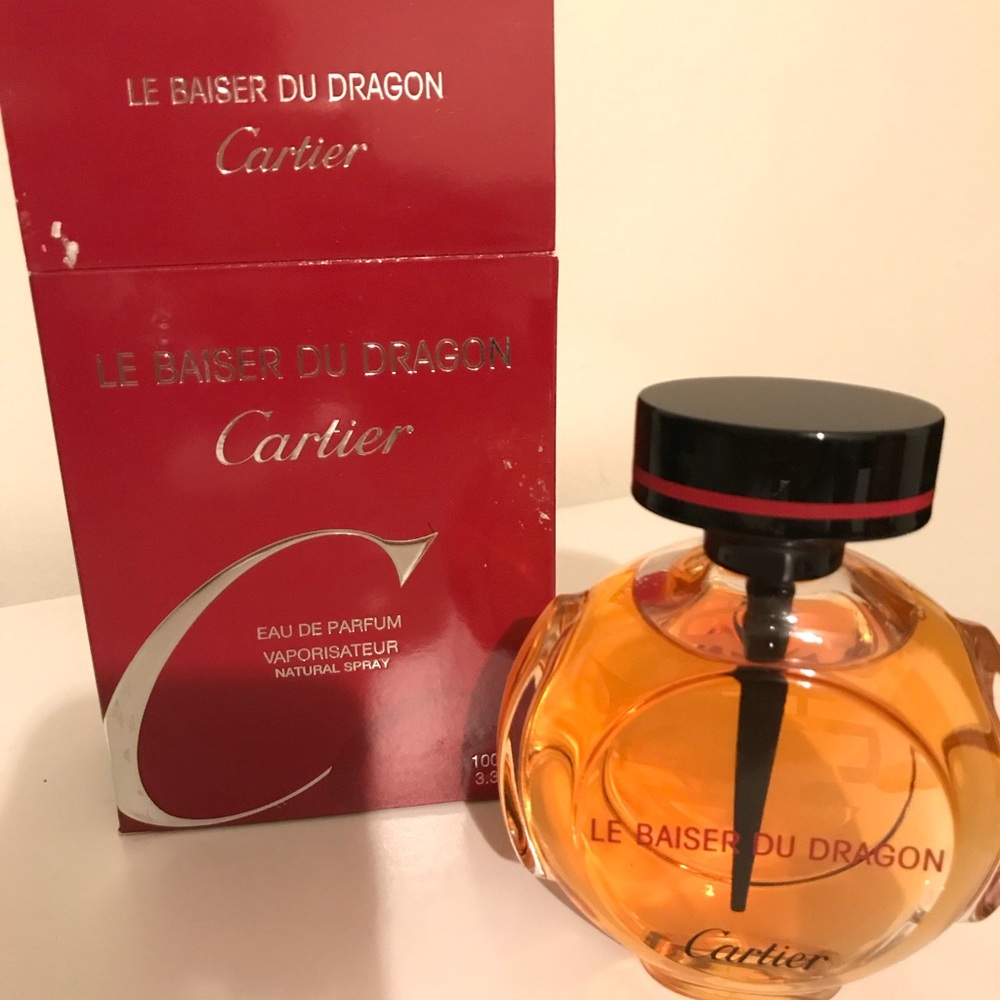 LE BAISER DU DRAGON
Cartier
LE BAISER DU DRAGON
Cartier
C
EAU DE PARFUM
VAPORISATEUR
NATURAL SPRAY
LE BAISER DU DRAGON
Cartier